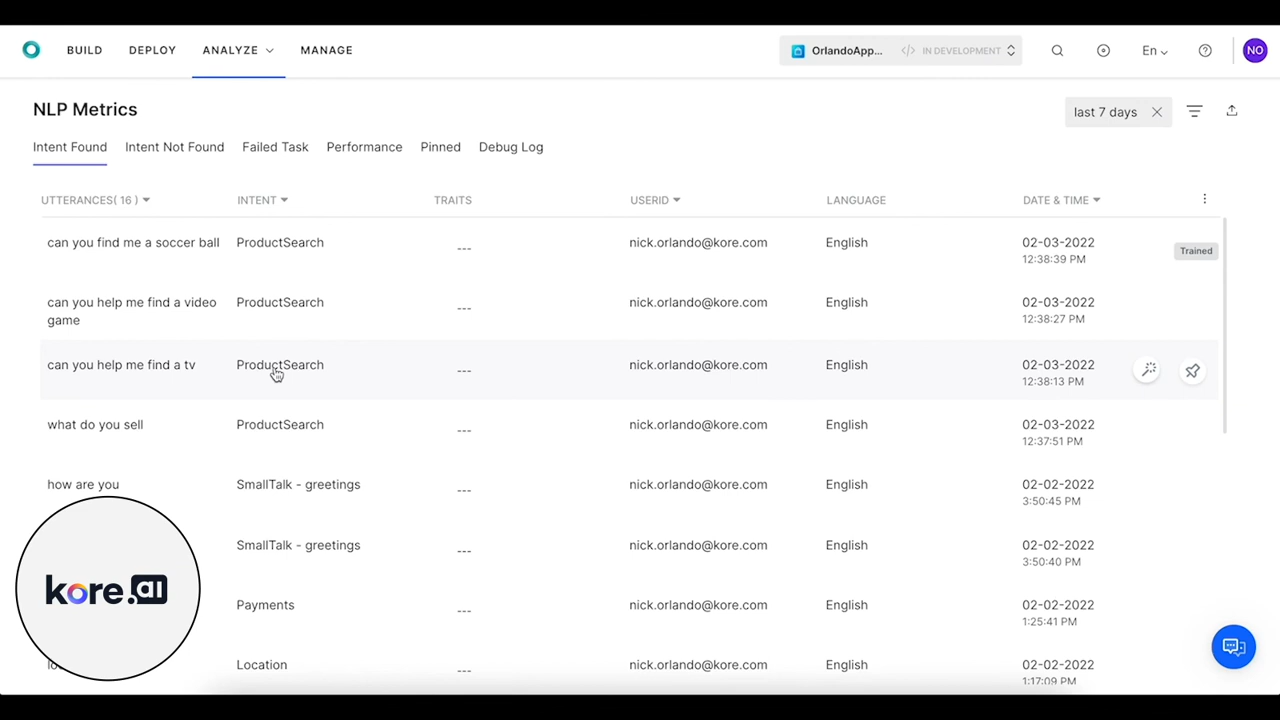 BUILD DEPLOY ANALYZE MANAGE OrlandoApp... </> IN DEVELOPMENT En NO
NLP Metrics
last 7 days
Intent Found Intent Not Found Failed Task Performance Pinned Debug Log
UTTERANCES( 16 ) INTENT TRAITS USERID LANGUAGE DATE & TIME
can you find me a soccer ball ProductSearch --- nick.orlando@kore.com English 02-03-2022
12:38:39 PM
Trained
can you help me find a video ProductSearch --- nick.orlando@kore.com English 02-03-2022
game 12:38:27 PM
can you help me find a tv ProductSearch --- nick.orlando@kore.com English 02-03-2022
12:38:13 PM
what do you sell ProductSearch --- nick.orlando@kore.com English 02-03-2022
12:37:51 PM
how are you SmallTalk - greetings --- nick.orlando@kore.com English 02-02-2022
3:50:45 PM
SmallTalk - greetings --- nick.orlando@kore.com English 02-02-2022
3:50:40 PM
kore.ai
Payments --- nick.orlando@kore.com English 02-02-2022
1:25:41 PM
Location --- nick.orlando@kore.com English 02-02-2022
1:17:09 PM